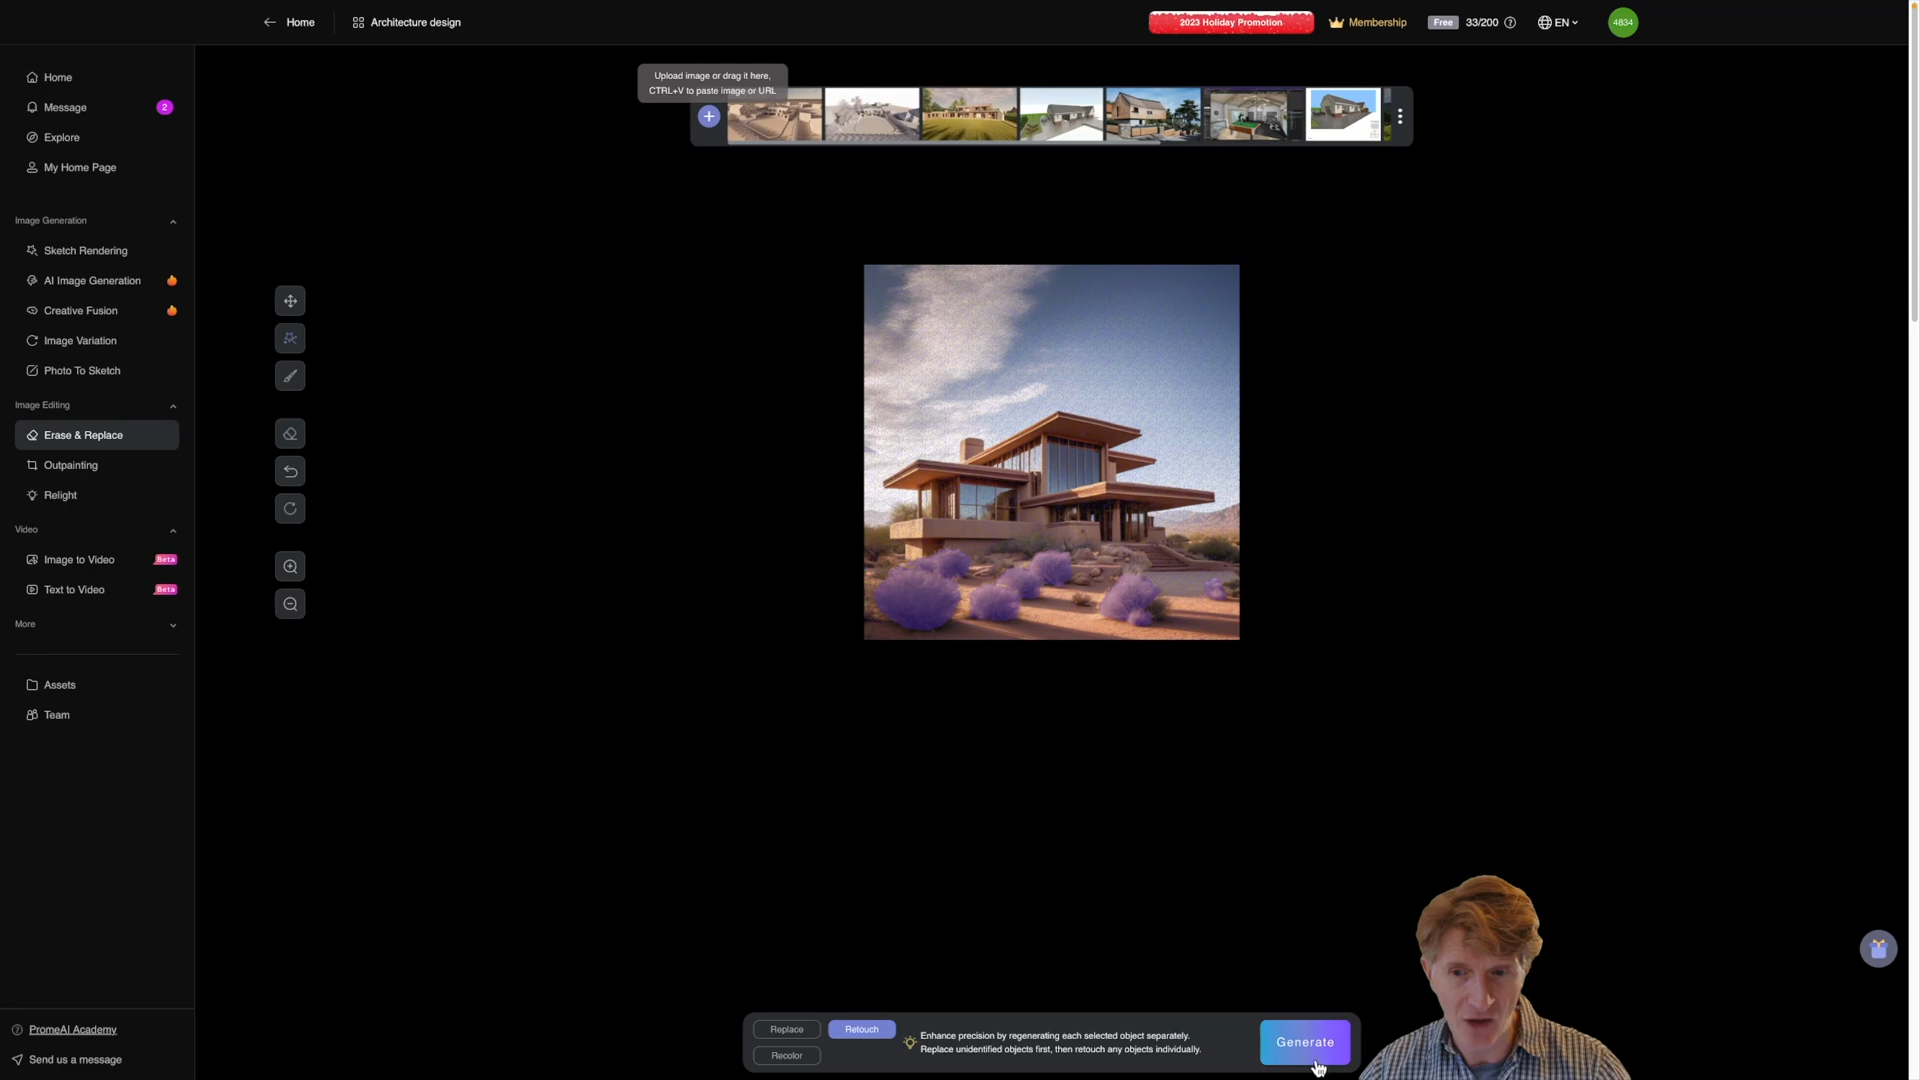 Home
Architecture design
2023 Holiday Promotion
Membership
Free
33/200
EN
4834
Home
Message
2
Explore
My Home Page
Image Generation
Sketch Rendering
AI Image Generation
Creative Fusion
Image Variation
Photo To Sketch
Image Editing
Erase & Replace
Outpainting
Relight
Video
Image to Video
Beta
Text to Video
Beta
More
Assets
Team
PromeAI Academy
Send us a message
Upload image or drag it here,
CTRL+V to paste image or URL
Replace
Retouch
Recolor
Enhance precision by regenerating each selected object separately.
Replace unidentified objects first, then retouch any objects individually.
Generate